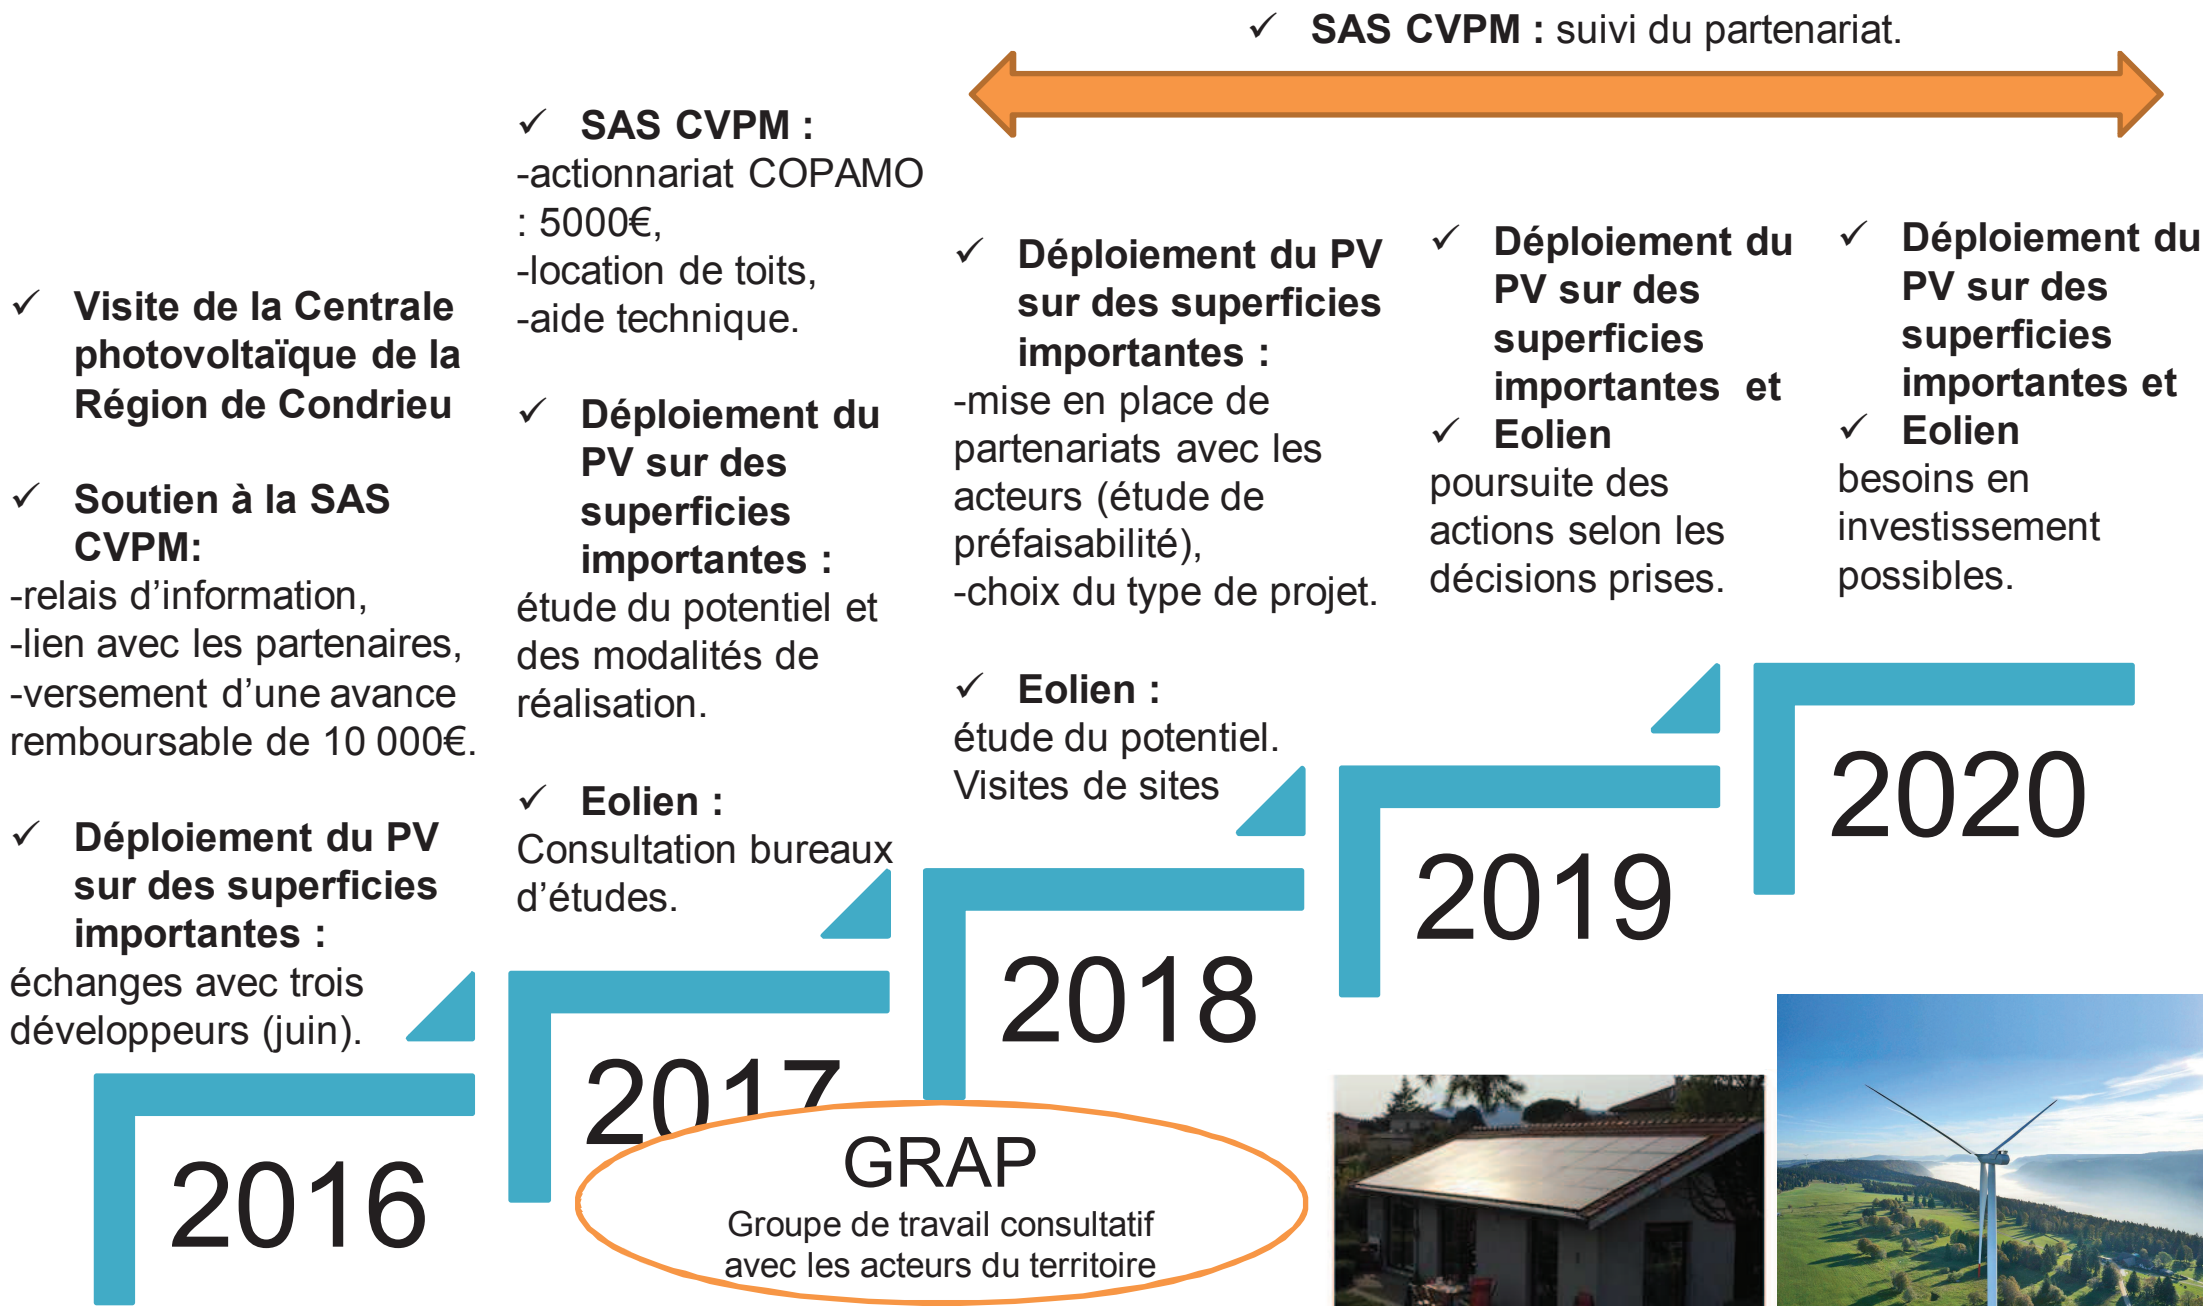 ✓ SAS CVPM : suivi du partenariat.
✓ Visite de la Centrale
photovoltaïque de la
Région de Condrieu
✓ Soutien à la SAS
CVPM:
-relais d’information,
-lien avec les partenaires,
-versement d’une avance
remboursable de 10 000€.
✓ Déploiement du PV
sur des superficies
importantes :
échanges avec trois
développeurs (juin).
2016
✓ SAS CVPM :
-actionnariat COPAMO
: 5000€,
-location de toits,
-aide technique.
✓ Déploiement du
PV sur des
superficies
importantes :
étude du potentiel et
des modalités de
réalisation.
✓ Eolien :
Consultation bureaux
d’études.
2017
✓ Déploiement du PV
sur des superficies
importantes :
-mise en place de
partenariats avec les
acteurs (étude de
préfaisabilité),
-choix du type de projet.
✓ Eolien :
étude du potentiel.
Visites de sites
2018
✓ Déploiement du
PV sur des
superficies
importantes et
✓ Eolien
poursuite des
actions selon les
décisions prises.
2019
✓ Déploiement du
PV sur des
superficies
importantes et
✓ Eolien
besoins en
investissement
possibles.
2020
GRAP
Groupe de travail consultatif
avec les acteurs du territoire